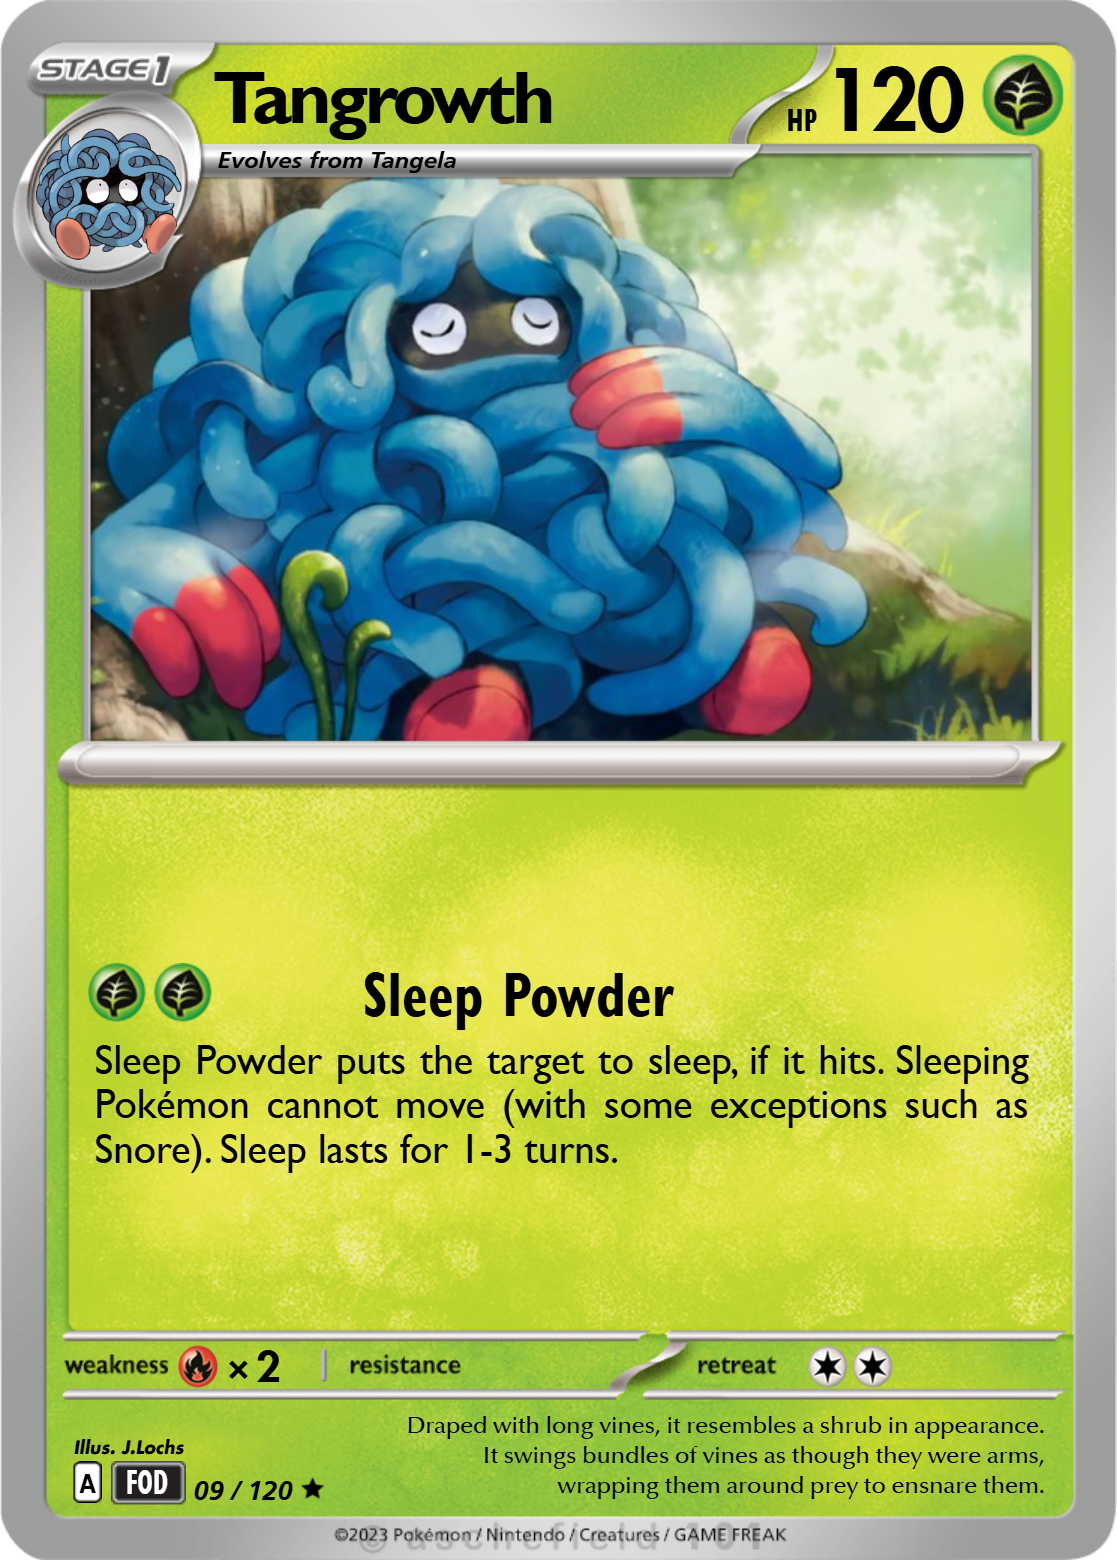 STAGE1
Tangrowth
HP 120
Evolves from Tangela
Sleep Powder
Sleep Powder puts the target to sleep, if it hits. Sleeping
Pokémon cannot move (with some exceptions such as
Snore). Sleep lasts for 1-3 turns.
weakness × 2 | resistance
retreat
Draped with long vines, it resembles a shrub in appearance.
It swings bundles of vines as though they were arms,
wrapping them around prey to ensnare them.
Illus. J.Lochs
A FOD 09 / 120 ★
©2023 Pokémon / Nintendo / Creatures / GAME FREAK